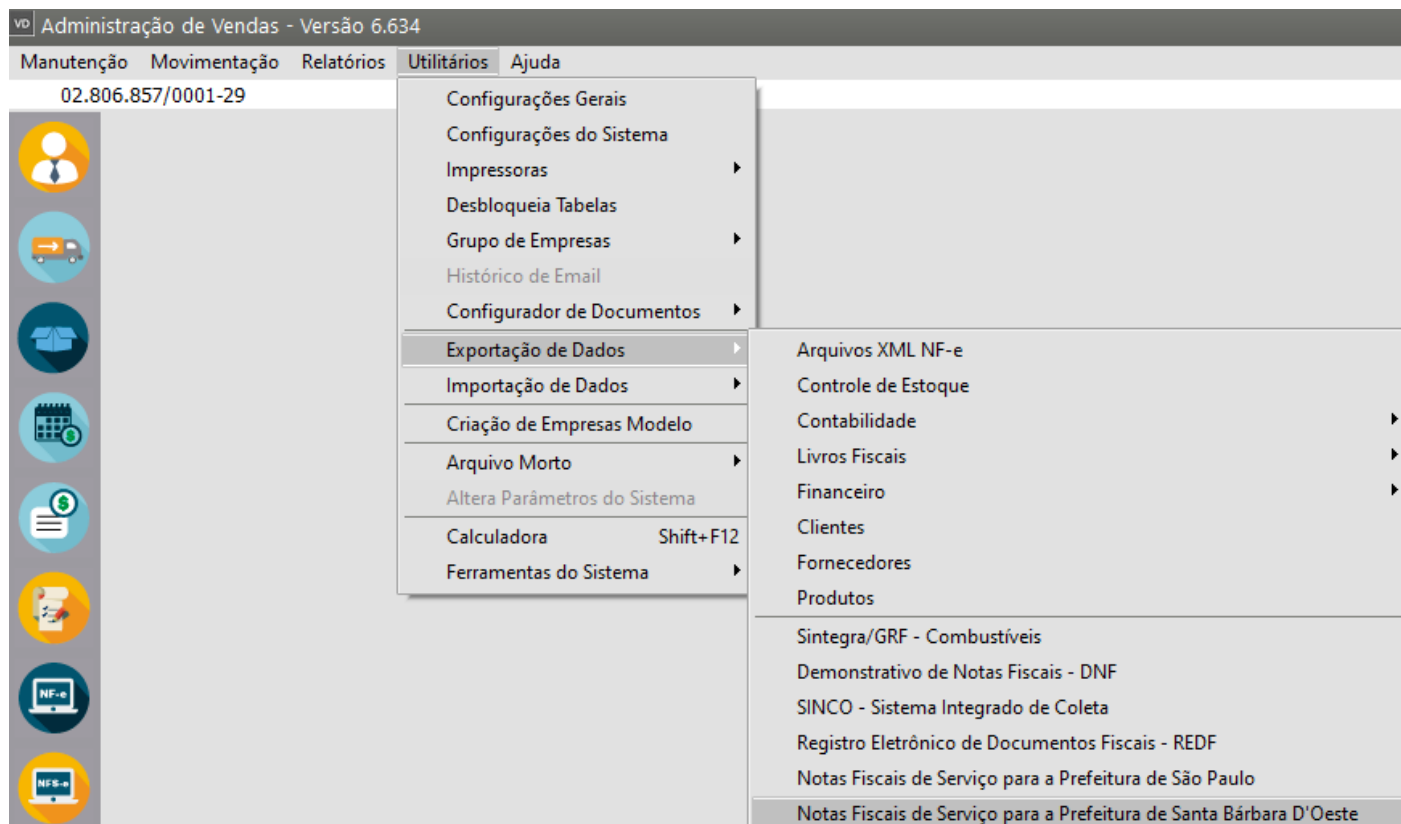 VD Administração de Vendas - Versão 6.634
Manutenção Movimentação Relatórios Utilitários Ajuda
02.806.857/0001-29
Configurações Gerais
Configurações do Sistema
Impressoras
Desbloqueia Tabelas
Grupo de Empresas
Histórico de Email
Configurador de Documentos
Exportação de Dados
Importação de Dados
Criação de Empresas Modelo
Arquivo Morto
Altera Parâmetros do Sistema
Calculadora Shift+F12
Ferramentas do Sistema
Arquivos XML NF-e
Controle de Estoque
Contabilidade
Livros Fiscais
Financeiro
Clientes
Fornecedores
Produtos
Sintegra/GRF - Combustíveis
Demonstrativo de Notas Fiscais - DNF
SINCO - Sistema Integrado de Coleta
Registro Eletrônico de Documentos Fiscais - REDF
Notas Fiscais de Serviço para a Prefeitura de São Paulo
Notas Fiscais de Serviço para a Prefeitura de Santa Bárbara D'Oeste
NF-e
NFS-e